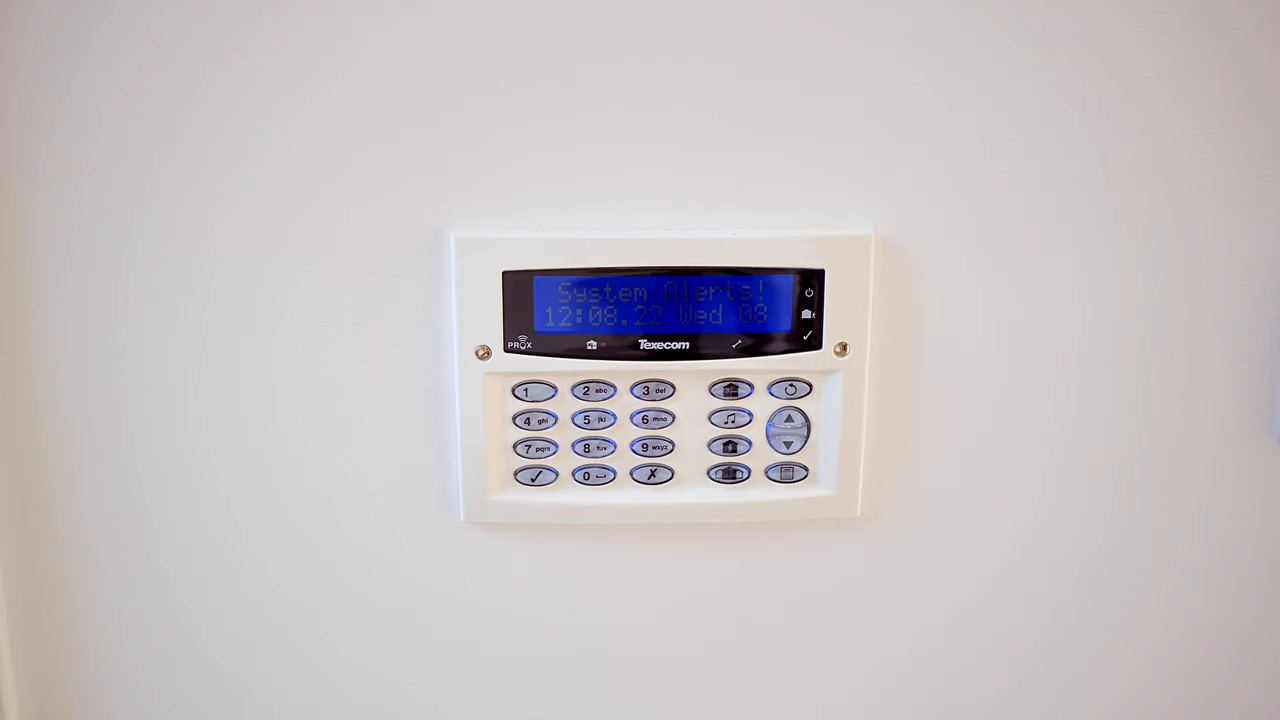 System Alerts!
12:08.22 Wed 03
PROX
Texecom
1
2 abc
3 def
4 ghi
5 jkl
6 mno
7 pqrs
8 tuv
9 wxyz
0